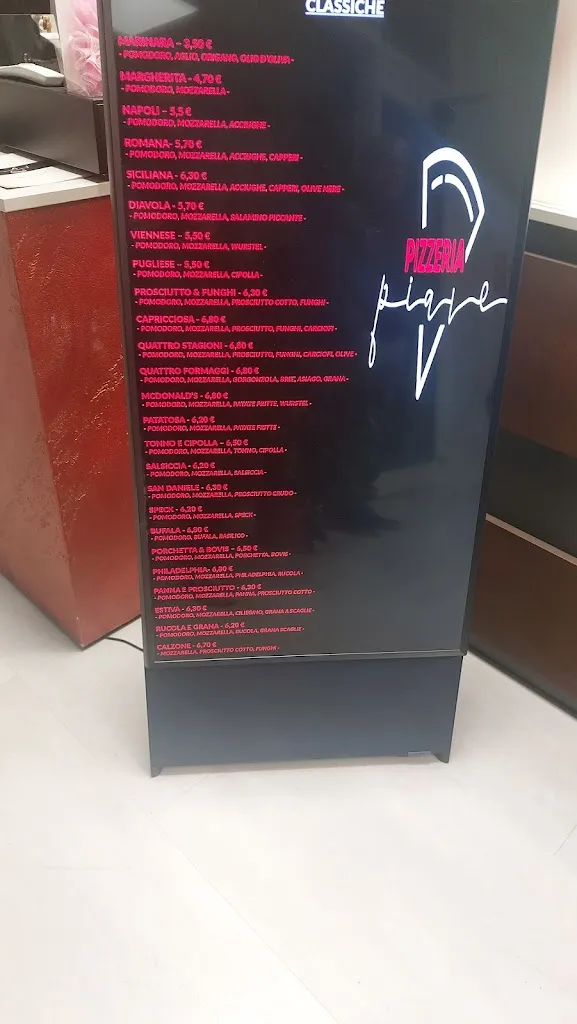 CLASSICHE
MARINARA - 3,50 €
- POMODORO, AGLIO, ORIGANO, OLIO D'OLIVA -
MARGHERITA - 4,70 €
- POMODORO, MOZZARELLA -
NAPOLI - 5,5 €
- POMODORO, MOZZARELLA, ACCIUGHE -
ROMANA- 5,70 €
- POMODORO, MOZZARELLA, ACCIUGHE, CAPPERI -
SICILIANA - 6,30 €
- POMODORO, MOZZARELLA, ACCIUGHE, CAPPERI, OLIVE NERE -
DIAVOLA - 5,70 €
- POMODORO, MOZZARELLA, SALAMINO PICCANTE -
VIENNESE - 5,50 €
- POMODORO, MOZZARELLA, WURSTEL -
PUGLIESE - 5,50 €
- POMODORO, MOZZARELLA, CIPOLLA -
PROSCIUTTO & FUNGHI - 6,30 €
- POMODORO, MOZZARELLA, PROSCIUTTO COTTO, FUNGHI -
CAPRICCIOSA - 6,80 €
- POMODORO, MOZZARELLA, PROSCIUTTO, FUNGHI, CARCIOFI -
QUATTRO STAGIONI - 6,80 €
- POMODORO, MOZZARELLA, PROSCIUTTO, FUNGHI, CARCIOFI, OLIVE -
QUATTRO FORMAGGI - 6,80 €
- POMODORO, MOZZARELLA, GORGONZOLA, BRIE, ASIAGO, GRANA -
MCDONALD'S - 6,80 €
- POMODORO, MOZZARELLA, PATATE FRITTE, WURSTEL -
PATATOSA - 6,20 €
- POMODORO, MOZZARELLA, PATATE FRITTE -
TONNO E CIPOLLA - 6,50 €
- POMODORO, MOZZARELLA, TONNO, CIPOLLA -
SALSICCIA - 6,20 €
- POMODORO, MOZZARELLA, SALSICCIA -
SAN DANIELE - 6,30 €
- POMODORO, MOZZARELLA, PROSCIUTTO CRUDO -
SPECK - 6,20 €
- POMODORO, MOZZARELLA, SPECK -
BUFALA - 6,80 €
- POMODORO, BUFALA, BASILICO -
PORCHETTA & BOVIS - 6,50 €
- POMODORO, MOZZARELLA, PORCHETTA, BOVIS -
PHILADELPHIA- 6,80 €
- POMODORO, MOZZARELLA, PHILADELPHIA, RUCOLA -
PANNA E PROSCIUTTO - 6,30 €
- POMODORO, MOZZARELLA, PANNA, PROSCIUTTO COTTO -
ESTIVA - 6,30 €
- POMODORO, MOZZARELLA, CILIEGINO, GRANA A SCAGLIE -
RUCOLA E GRANA - 6,20 €
- POMODORO, MOZZARELLA, RUCOLA, GRANA SCAGLIE -
CALZONE - 6,70 €
- MOZZARELLA, PROSCIUTTO COTTO, FUNGHI -
PIZZERIA
piave